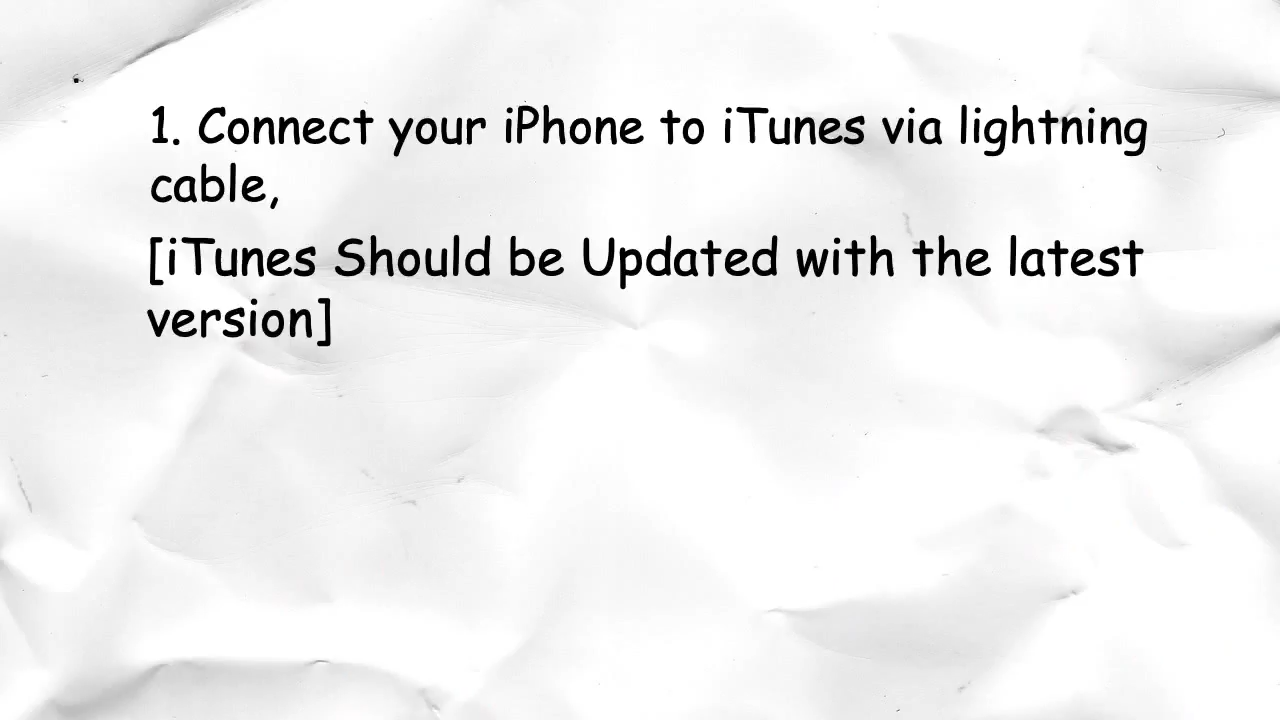 1. Connect your iPhone to iTunes via lightning
cable,
[iTunes Should be Updated with the latest
version]